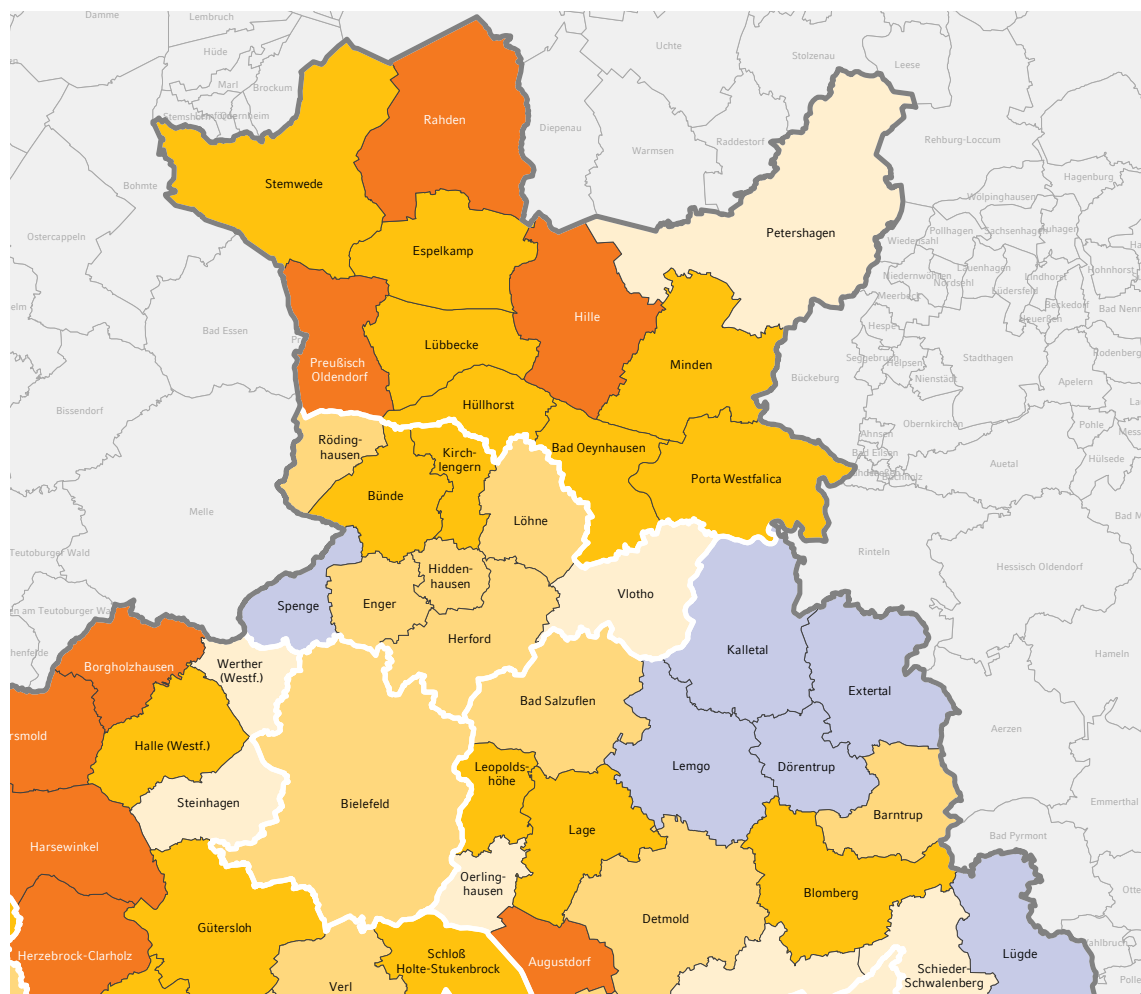 Damme
Lembruch
Uchte
Stolzenau
Hüde
Leese
Marl
Brockum
Rahden
Diepenau
Warmsen
Raddestorf
Rehburg-Loccum
Stemwede
Bohmte
Hagenburg
Wölpinghausen
Ostercappeln
Espelkamp
Petershagen
Pollhagen
Sachsenhagen
Wiedensahl
Lauenhagen
Niedernwöhren
Nordsehl
Lindhorst
Hohnhorst
Lüdersfeld
Meerbeck
Beckedorf
Bad Nenn
Heuerßen
Hille
Hespe
Bad Essen
Lübbecke
Preußisch
Oldendorf
Minden
Seggebruch
Helpsen
Stadthagen
Rodenberg
Bückeburg
Nienstädt
Apelern
Hüllhorst
Bissendorf
Röding-
hausen
Kirch-
lengern
Bad Oeynhausen
Obernkirchen
Pohle
Ahnsen
Bad Eilsen
Buchholz
Auetal
Hülsede
Porta Westfalica
Bünde
Melle
Löhne
Rinteln
Teutoburger Wald
Hessisch Oldendorf
Hidden-
hausen
Spenge
Enger
Vlotho
Herford
Borgholzhausen
Werther
(Westf.)
Kalletal
Hameln
Extertal
Bad Salzuflen
Aerzen
rsmold
Halle (Westf.)
Leopolds-
höhe
Lemgo
Dörentrup
Steinhagen
Bielefeld
Emmerthal
Barntrup
Lage
Bad Pyrmont
Harsewinkel
Oerling-
hausen
Blomberg
Gütersloh
Detmold
Herzebrock-Clarholz
Schloß
Holte-Stukenbrock
Augustdorf
Lügde
Schieder-
Schwalenberg
Verl